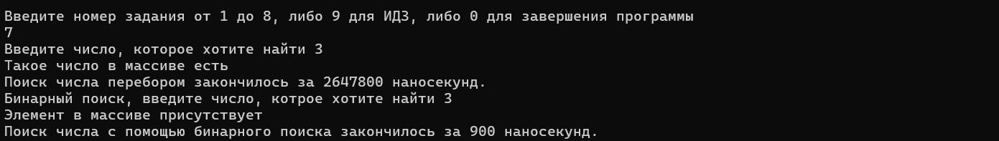 Введите номер задания от 1 до 8, либо 9 для ИДЗ, либо 0 для завершения программы
7
Введите число, которое хотите найти 3
Такое число в массиве есть
Поиск числа перебором закончилось за 2647800 наносекунд.
Бинарный поиск, введите число, котрое хотите найти 3
Элемент в массиве присутствует
Поиск числа с помощью бинарного поиска закончилось за 900 наносекунд.